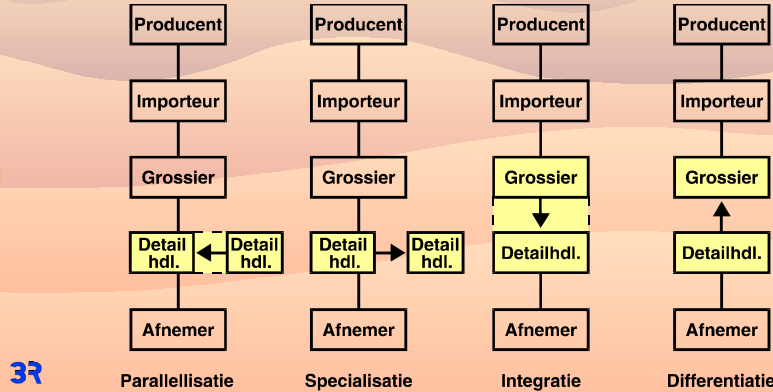 Producent Producent Producent Producent
Importeur Importeur Importeur Importeur
Grossier Grossier Grossier Grossier
Detail hdl. Detail hdl. Detail hdl. Detail hdl. Detailhdl. Detailhdl.
Afnemer Afnemer Afnemer Afnemer
3R Parallellisatie Specialisatie Integratie Differentiatie